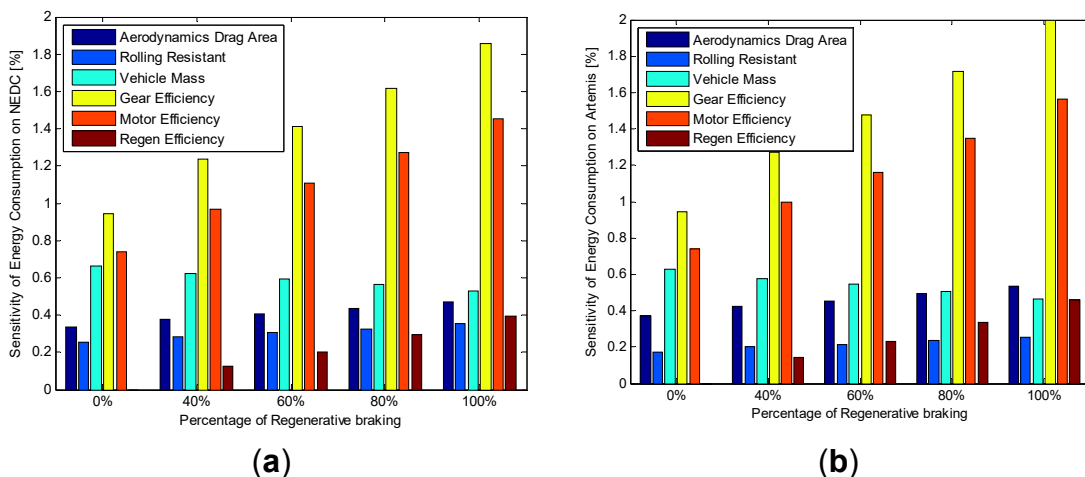 Sensitivity of Energy Consumption on NEDC [%]
2
1.8
1.6
1.4
1.2
1
0.8
0.6
0.4
0.2
0
Aerodynamics Drag Area
Rolling Resistant
Vehicle Mass
Gear Efficiency
Motor Efficiency
Regen Efficiency
0% 40% 60% 80% 100%
Percentage of Regenerative braking
(a)
Sensitivity of Energy Consumption on Artemis [%]
2
1.8
1.6
1.4
1.2
1
0.8
0.6
0.4
0.2
0
Aerodynamics Drag Area
Rolling Resistant
Vehicle Mass
Gear Efficiency
Motor Efficiency
Regen Efficiency
0% 40% 60% 80% 100%
Percentage of Regenerative braking
(b)